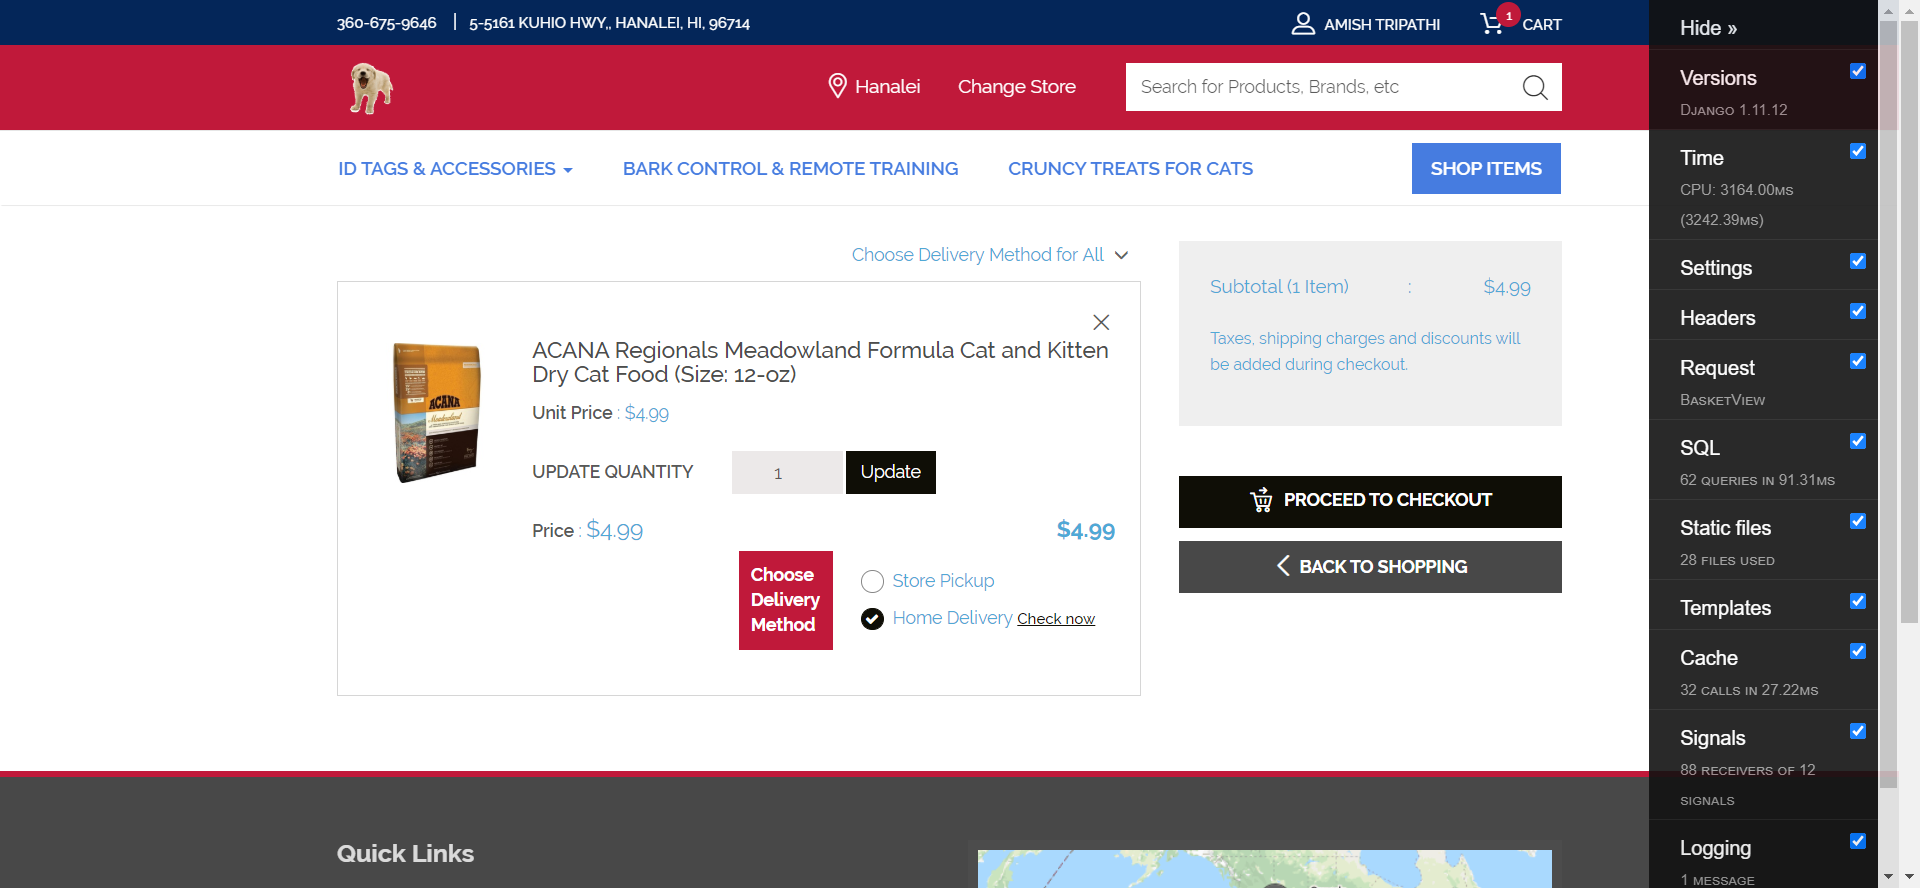 360-675-9646
5-5161 KUHIO HWY,, HANALEI, HI, 96714
AMISH TRIPATHI
1
CART
Hanalei
Change Store
Search for Products, Brands, etc
ID TAGS & ACCESSORIES
BARK CONTROL & REMOTE TRAINING
CRUNCY TREATS FOR CATS
SHOP ITEMS
Choose Delivery Method for All
ACANA
Meadowland
ACANA Regionals Meadowland Formula Cat and Kitten
Dry Cat Food (Size: 12-oz)
Unit Price : $4.99
UPDATE QUANTITY
1
Update
Price : $4.99
$4.99
Choose
Delivery
Method
Store Pickup
Home Delivery Check now
Subtotal (1 Item) : $4.99
Taxes, shipping charges and discounts will
be added during checkout.
PROCEED TO CHECKOUT
BACK TO SHOPPING
Quick Links
Hide »
Versions
DJANGO 1.11.12
Time
CPU: 3164.00MS
(3242.39MS)
Settings
Headers
Request
BASKETVIEW
SQL
62 QUERIES IN 91.31MS
Static files
28 FILES USED
Templates
Cache
32 CALLS IN 27.22MS
Signals
88 RECEIVERS OF 12
SIGNALS
Logging
1 MESSAGE